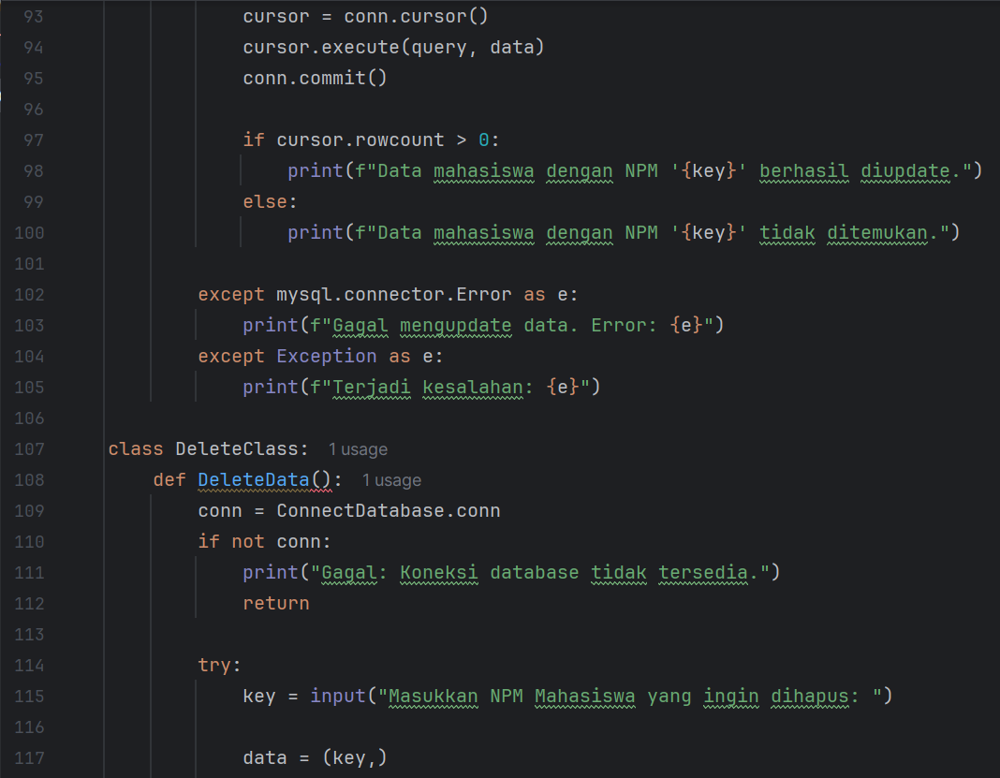 93 cursor = conn.cursor()
94 cursor.execute(query, data)
95 conn.commit()
96
97 if cursor.rowcount > 0:
98 print(f"Data mahasiswa dengan NPM '{key}' berhasil diupdate.")
99 else:
100 print(f"Data mahasiswa dengan NPM '{key}' tidak ditemukan.")
101
102 except mysql.connector.Error as e:
103 print(f"Gagal mengupdate data. Error: {e}")
104 except Exception as e:
105 print(f"Terjadi kesalahan: {e}")
106
107 class DeleteClass: 1 usage
108 def DeleteData(): 1 usage
109 conn = ConnectDatabase.conn
110 if not conn:
111 print("Gagal: Koneksi database tidak tersedia.")
112 return
113
114 try:
115 key = input("Masukkan NPM Mahasiswa yang ingin dihapus: ")
116
117 data = (key,)